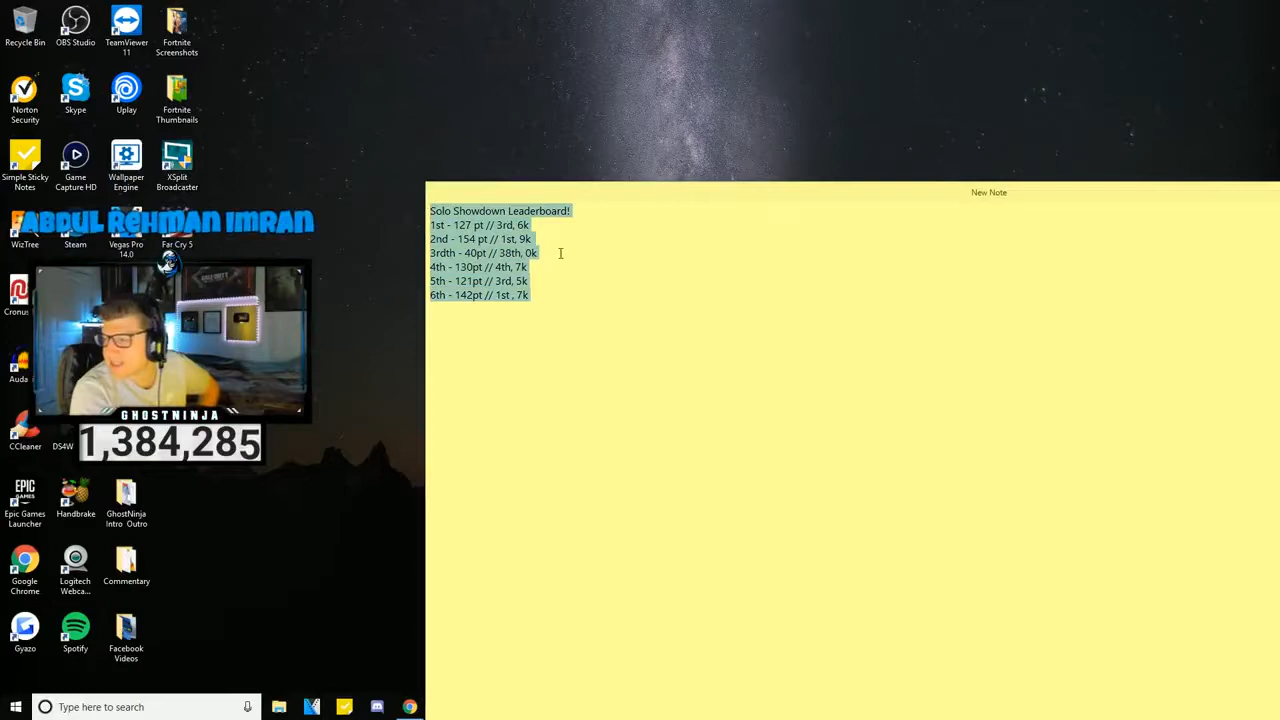 Recycle Bin
OBS Studio
TeamViewer
11
Fortnite
Screenshots
Norton
Security
Skype
Uplay
Fortnite
Thumbnails
Simple Sticky
Notes
Game
Capture HD
Wallpaper
Engine
XSplit
Broadcaster
New Note
Solo Showdown Leaderboard!
1st - 127 pt // 3rd, 6k
2nd - 154 pt // 1st, 9k
3rdth - 40pt // 38th, 0k
4th - 130pt // 4th, 7k
5th - 121pt // 3rd, 5k
6th - 142pt // 1st , 7k
ABDUL REHMAN IMRAN
WizTree
Steam
Vegas Pro
14.0
Far Cry 5
Cronus
Auda
GHOSTNINJA
1,384,285
CCleaner
DS4W
Epic Games
Launcher
Handbrake
GhostNinja
Intro Outro
Google
Chrome
Logitech
Webca...
Commentary
Gyazo
Spotify
Facebook
Videos
Type here to search